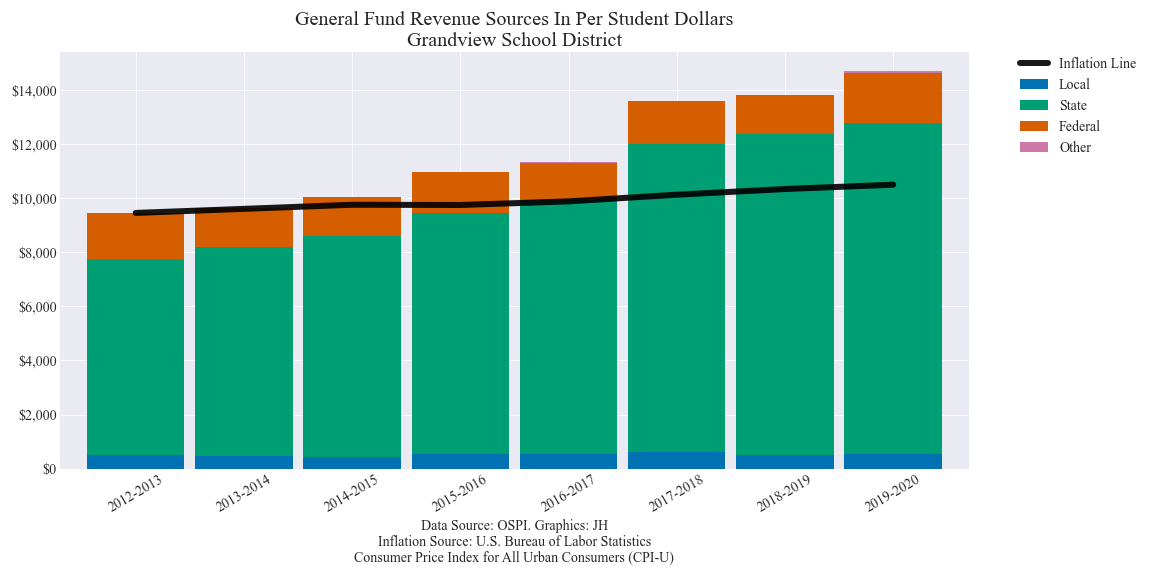 General Fund Revenue Sources In Per Student Dollars
Grandview School District
Inflation Line
Local
State
Federal
Other
$14,000
$12,000
$10,000
$8,000
$6,000
$4,000
$2,000
$0
2012-2013
2013-2014
2014-2015
2015-2016
2016-2017
2017-2018
2018-2019
2019-2020
Data Source: OSPI. Graphics: JH
Inflation Source: U.S. Bureau of Labor Statistics
Consumer Price Index for All Urban Consumers (CPI-U)